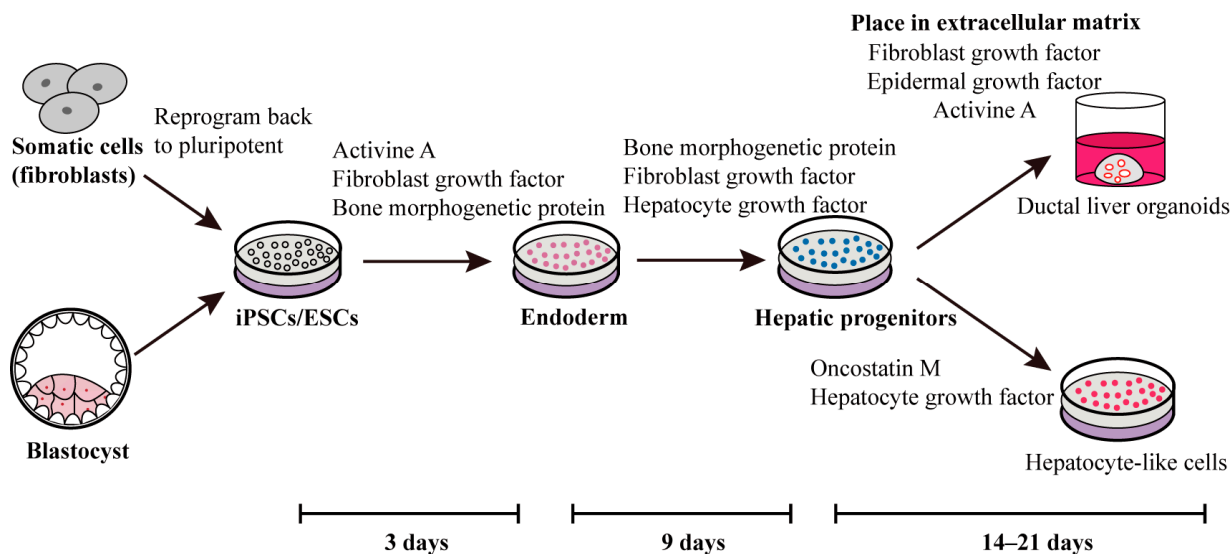 Place in extracellular matrix
Fibroblast growth factor
Epidermal growth factor
Activine A
Ductal liver organoids
Somatic cells
(fibroblasts)
Reprogram back
to pluripotent
Activine A
Fibroblast growth factor
Bone morphogenetic protein
Bone morphogenetic protein
Fibroblast growth factor
Hepatocyte growth factor
iPSCs/ESCs
Endoderm
Hepatic progenitors
Blastocyst
Oncostatin M
Hepatocyte growth factor
Hepatocyte-like cells
3 days
9 days
14–21 days